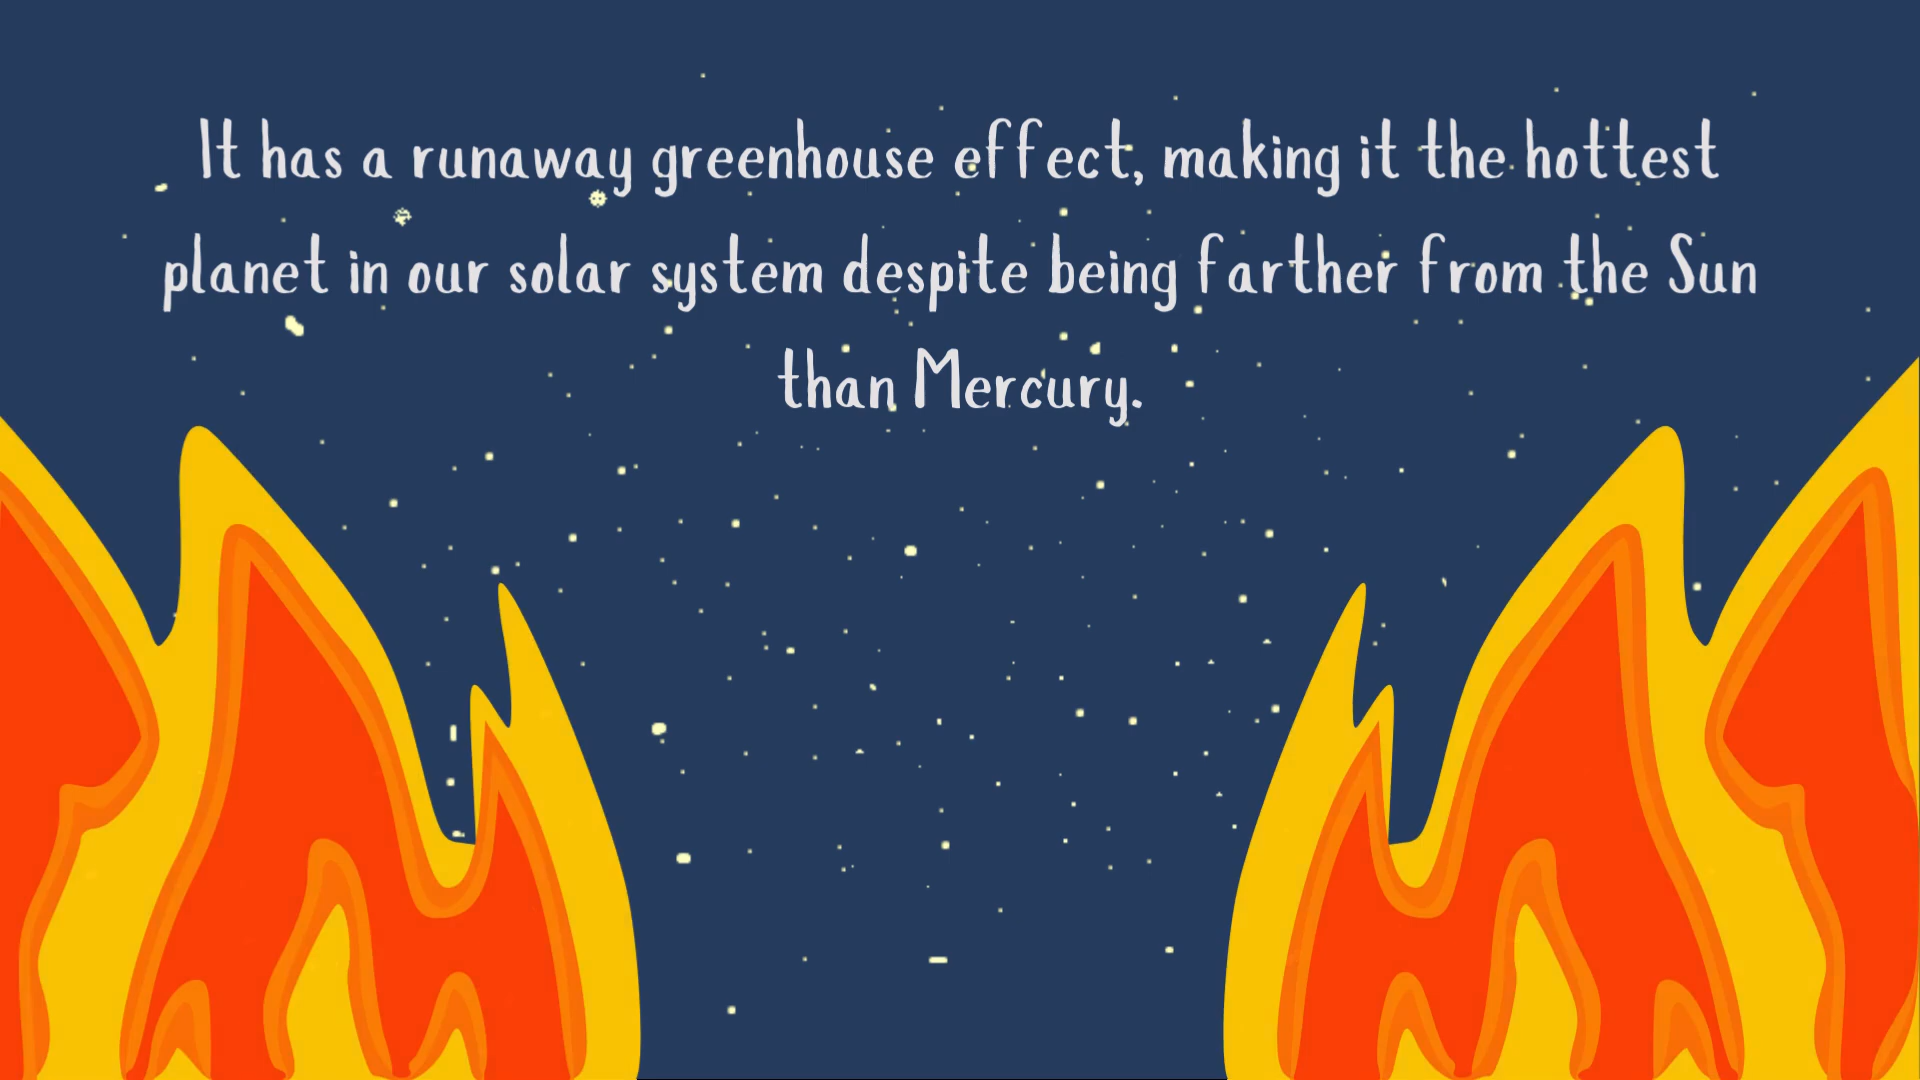 It has a runaway greenhouse effect, making it the hottest
planet in our solar system despite being farther from the Sun
than Mercury.